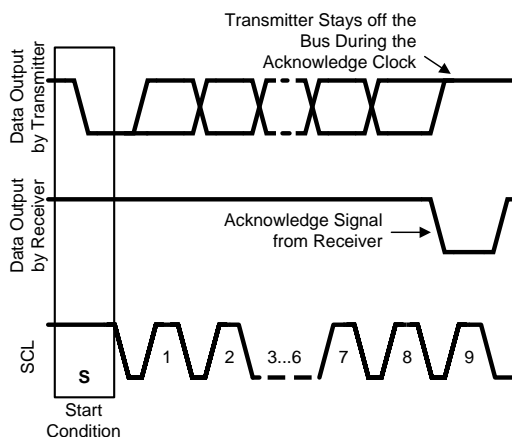 Transmitter Stays off the
Bus During the
Acknowledge Clock
Data Output
by Transmitter
Data Output
by Receiver
Acknowledge Signal
from Receiver
SCL
S
1
2
3...6
7
8
9
Start
Condition